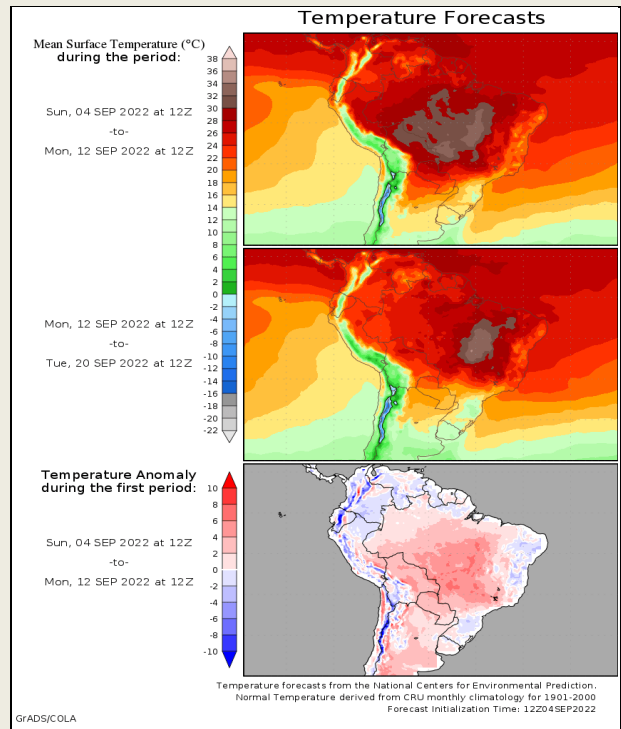 Temperature Forecasts
Mean Surface Temperature (°C)
during the period:
38
36
34
32
30
28
26
24
22
20
18
16
14
12
10
8
6
4
2
0
-2
-4
-6
-8
-10
-12
-14
-16
-18
-20
-22
Sun, 04 SEP 2022 at 12Z
-to-
Mon, 12 SEP 2022 at 12Z
Mon, 12 SEP 2022 at 12Z
-to-
Tue, 20 SEP 2022 at 12Z
Temperature Anomaly
during the first period:
10
8
6
4
2
0
-2
-4
-6
-8
-10
Sun, 04 SEP 2022 at 12Z
-to-
Mon, 12 SEP 2022 at 12Z
Temperature forecasts from the National Centers for Environmental Prediction.
Normal Temperature derived from CRU monthly climatology for 1901-2000
Forecast Initialization Time: 12Z04SEP2022
GrADS/COLA